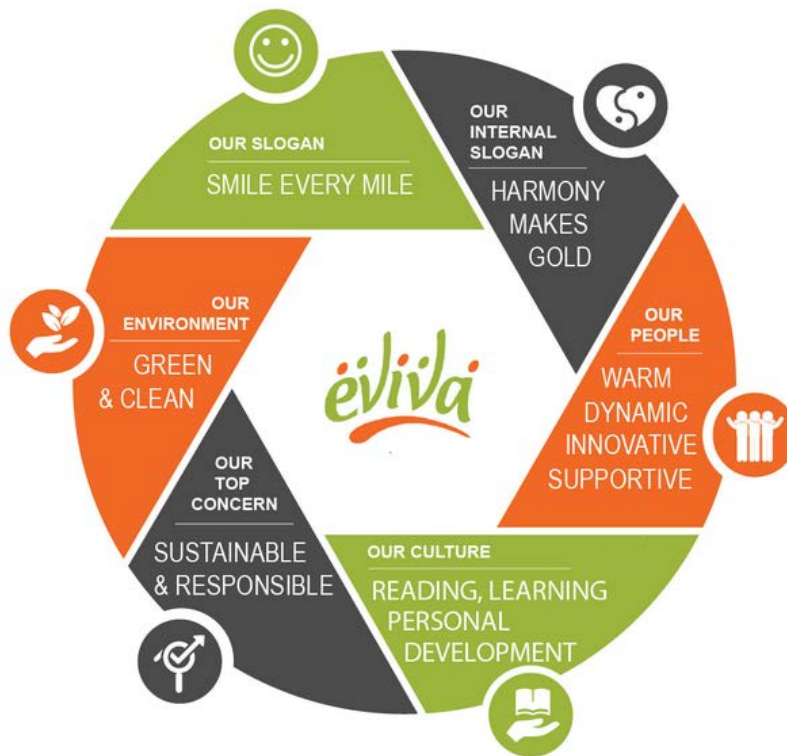 OUR SLOGAN
SMILE EVERY MILE
OUR
INTERNAL
SLOGAN
HARMONY
MAKES
GOLD
OUR
PEOPLE
WARM
DYNAMIC
INNOVATIVE
SUPPORTIVE
OUR CULTURE
READING, LEARNING
PERSONAL
DEVELOPMENT
OUR
TOP
CONCERN
SUSTAINABLE
& RESPONSIBLE
OUR
ENVIRONMENT
GREEN
& CLEAN
eviva